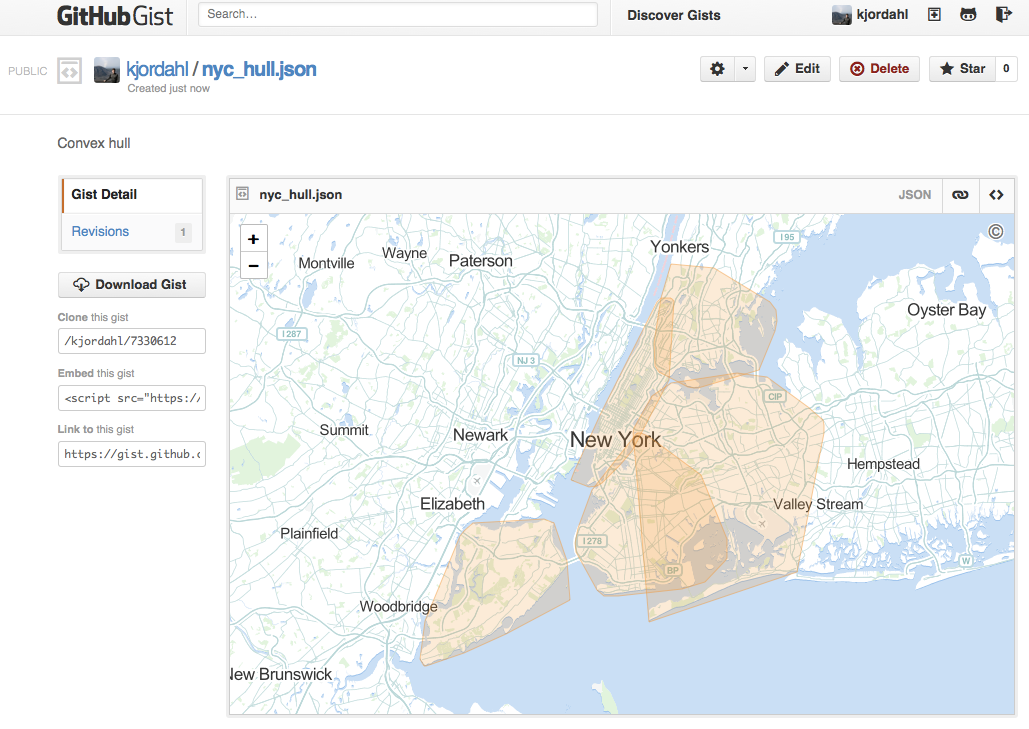 GitHub Gist
Search…
Discover Gists
kjordahl
PUBLIC
kjordahl / nyc_hull.json
Created just now
Edit
Delete
Star
0
Convex hull
Gist Detail
Revisions
1
Download Gist
Clone this gist
/kjordahl/7330612
Embed this gist
<script src="https:/
Link to this gist
https://gist.github.c
nyc_hull.json
JSON
+
−
©
I 95
Yonkers
Wayne
Montville
Paterson
Oyster Bay
I 287
NJ 3
CIP
Summit
Newark
New York
Hempstead
Elizabeth
Valley Stream
Plainfield
I 278
W
BP
Woodbridge
New Brunswick